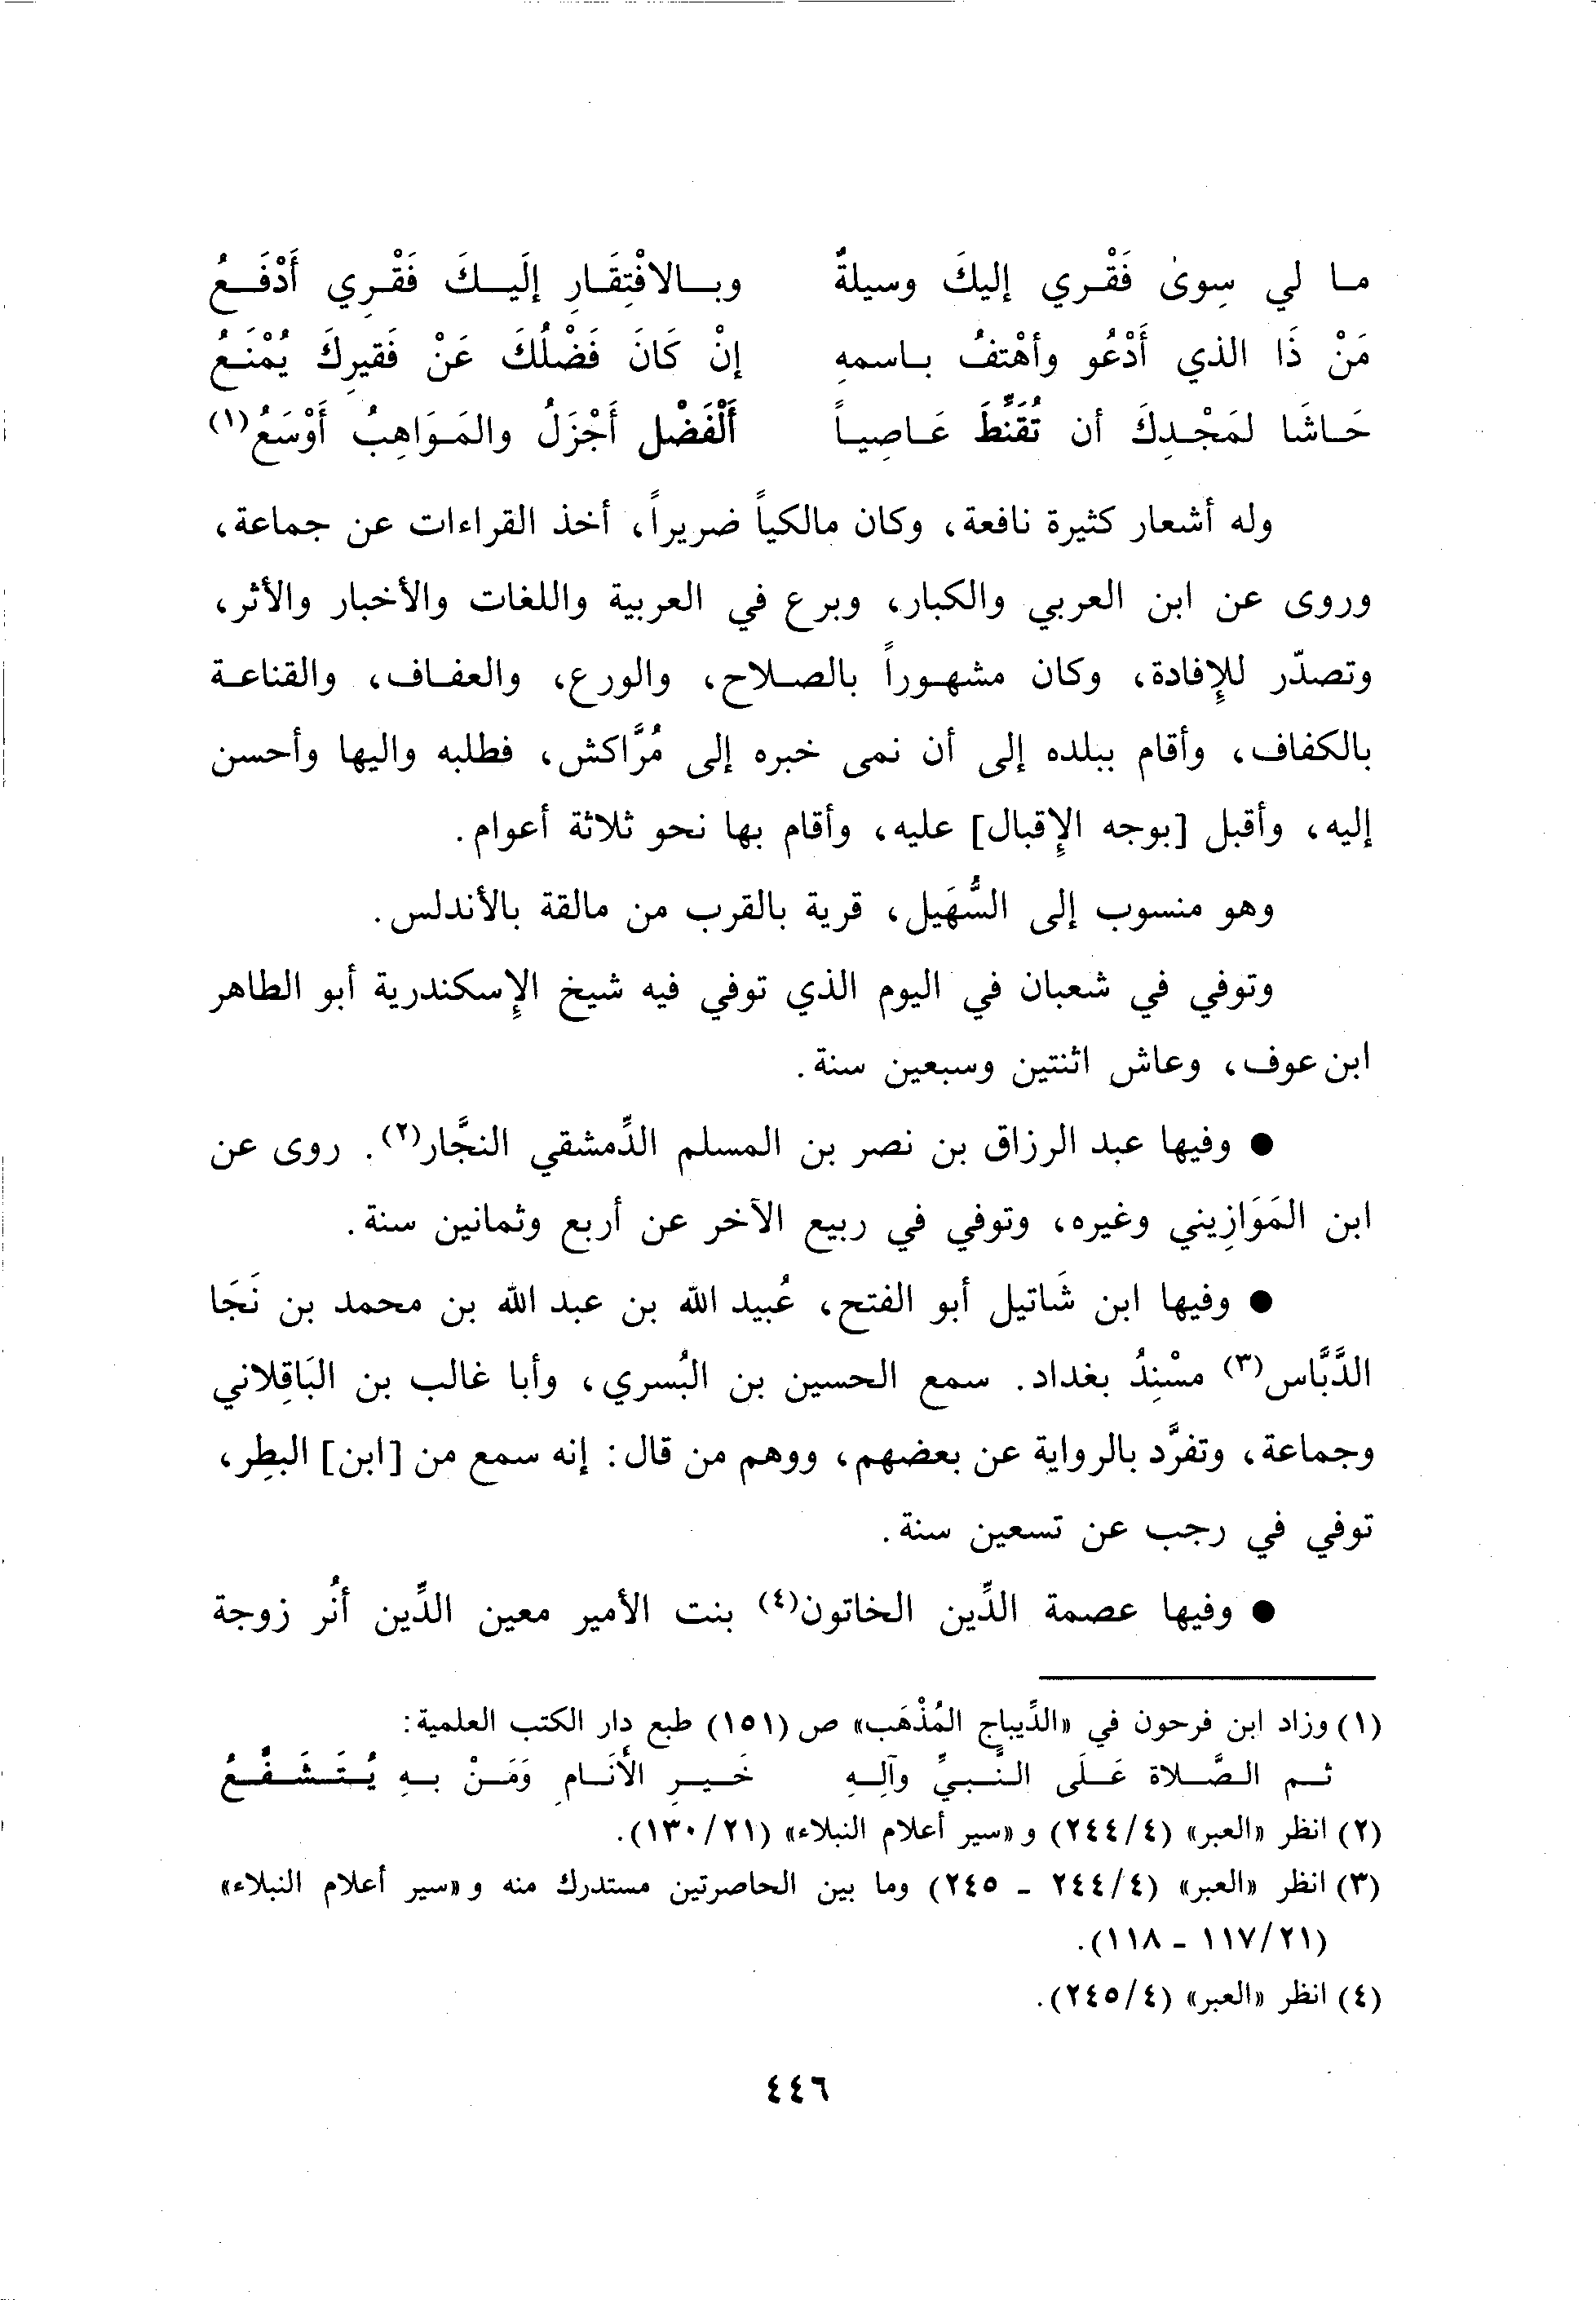 ما لي سِوىٰ فَقْري إليكَ وسيلةٌ وبالافْتِقَارِ إلَيكَ فَقْرِي أَدْفَعُ
مَنْ ذَا الذي أَدْعُو وأهْتفُ باسمهِ إنْ كَانَ فَضْلُكَ عَنْ فَقيرِكَ يُمْنَعُ
حَاشَا لمَجْدِكَ أن تُقَنِّطَ عَاصِياً أَلْفَضْل أَجْزَلُ والمَوَاهِبُ أَوْسَعُ(١)
وله أشعار كثيرة نافعة، وكان مالكياً ضريراً، أخذ القراءات عن جماعة،
وروى عن ابن العربي والكبار، وبرع في العربية واللغات والأخبار والأثر،
وتصدّر للإفادة، وكان مشهوراً بالصلاح، والورع، والعفاف، والقناعة
بالكفاف، وأقام ببلده إلى أن نمى خبره إلى مُرَّاكش، فطلبه واليها وأحسن
إليه، وأقبل [بوجه الإقبال] عليه، وأقام بها نحو ثلاثة أعوام.
وهو منسوب إلى السُّهَيل، قرية بالقرب من مالقة بالأندلس.
وتوفي في شعبان في اليوم الذي توفي فيه شيخ الإسكندرية أبو الطاهر
ابن عوف، وعاش اثنتين وسبعين سنة.
● وفيها عبد الرزاق بن نصر بن المسلم الدِّمشقي النجَّار(٢). روى عن
ابن المَوَازِيني وغيره، وتوفي في ربيع الآخر عن أربع وثمانين سنة.
● وفيها ابن شَاتيل أبو الفتح، عُبيد الله بن عبد الله بن محمد بن نَجَا
الدَّبَّاس(٣) مسْنِدُ بغداد. سمع الحسين بن البُسري، وأبا غالب بن البَاقِلاني
وجماعة، وتفرَّد بالرواية عن بعضهم، ووهم من قال: إنه سمع من [ابن] البطِر،
توفي في رجب عن تسعين سنة.
● وفيها عصمة الدِّين الخاتون(٤) بنت الأمير معين الدِّين أنُر زوجة
(١) وزاد ابن فرحون في «الدِّيباج المُذْهَب» ص (١٥١) طبع دار الكتب العلمية:
ثم الصَّلاة عَلَى النَّبيِّ وآلِهِ خَيرِ الأَنَامِ وَمَنْ بهِ يُتَشَفَّعُ
(٢) انظر «العبر» (٢٤٤/٤) و «سير أعلام النبلاء» (١٣٠/٢١).
(٣) انظر «العبر» (٢٤٤/٤ - ٢٤٥) وما بين الحاصرتين مستدرك منه و «سير أعلام النبلاء»
(١١٧/٢١ - ١١٨).
(٤) انظر «العبر» (٢٤٥/٤).
٤٤٦